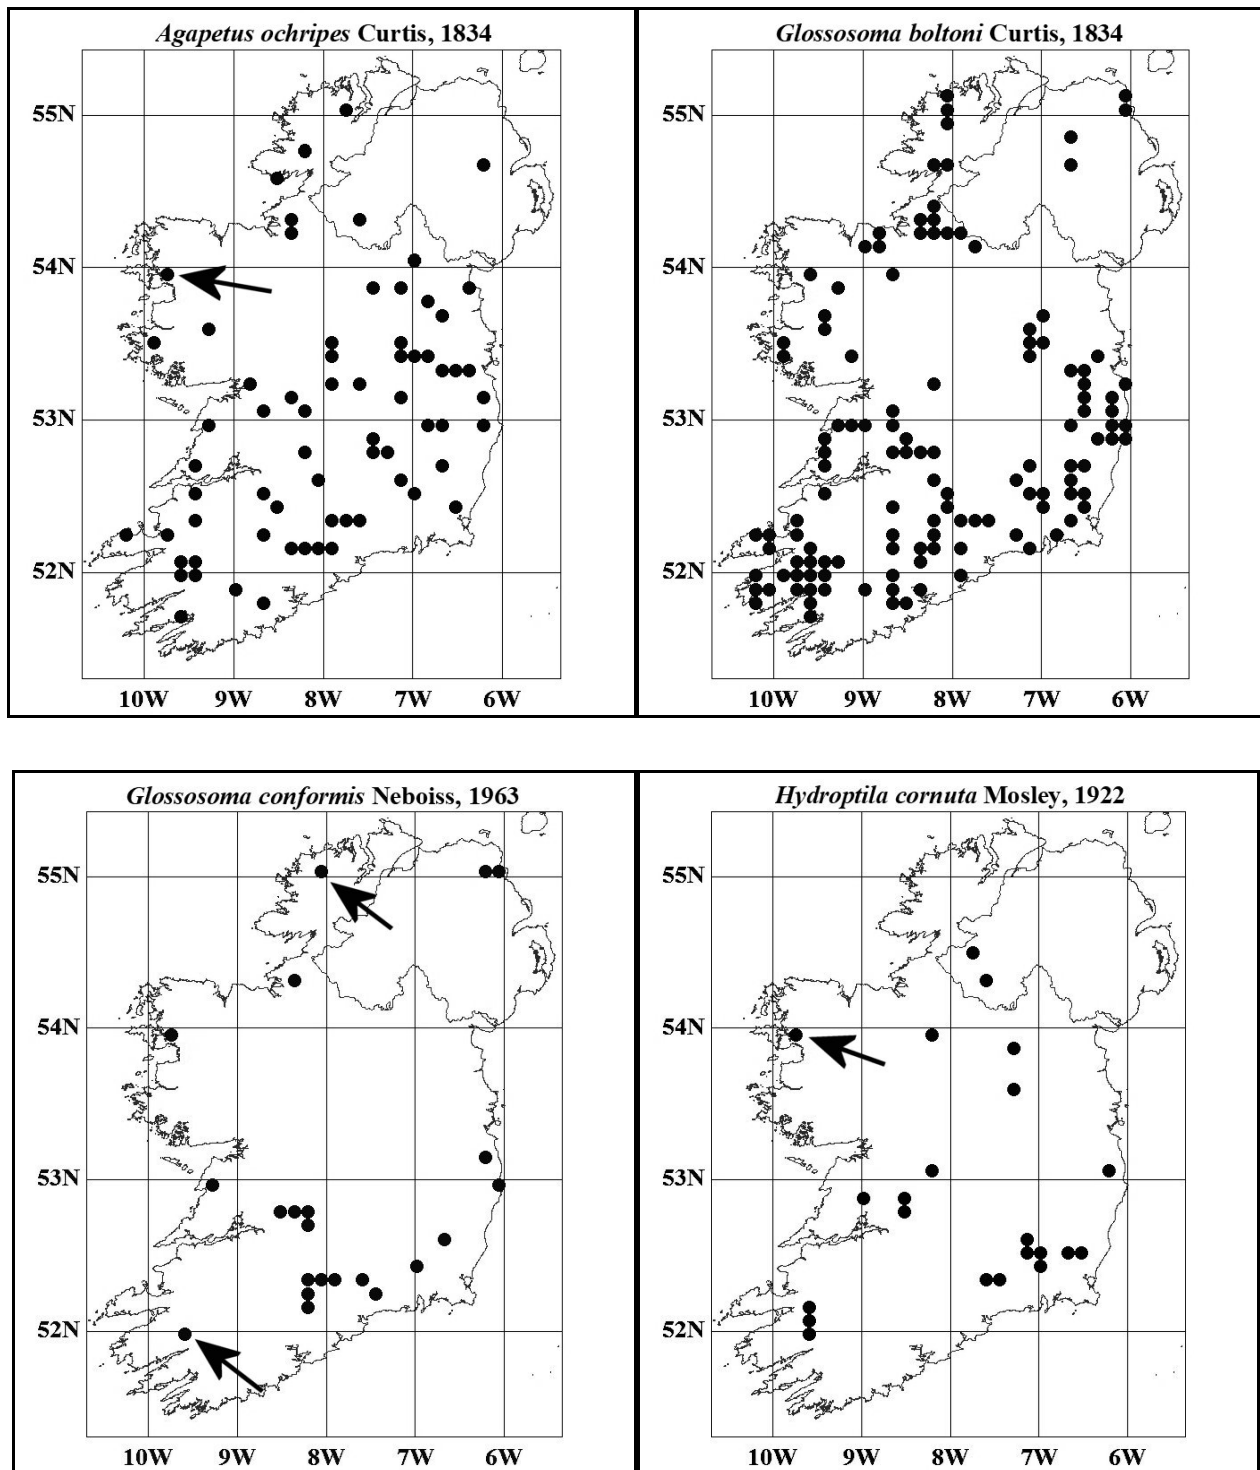 Agapetus ochripes Curtis, 1834
55N
54N
53N
52N
10W 9W 8W 7W 6W
Glossosoma boltoni Curtis, 1834
55N
54N
53N
52N
10W 9W 8W 7W 6W
Glossosoma conformis Neboiss, 1963
55N
54N
53N
52N
10W 9W 8W 7W 6W
Hydroptila cornuta Mosley, 1922
55N
54N
53N
52N
10W 9W 8W 7W 6W